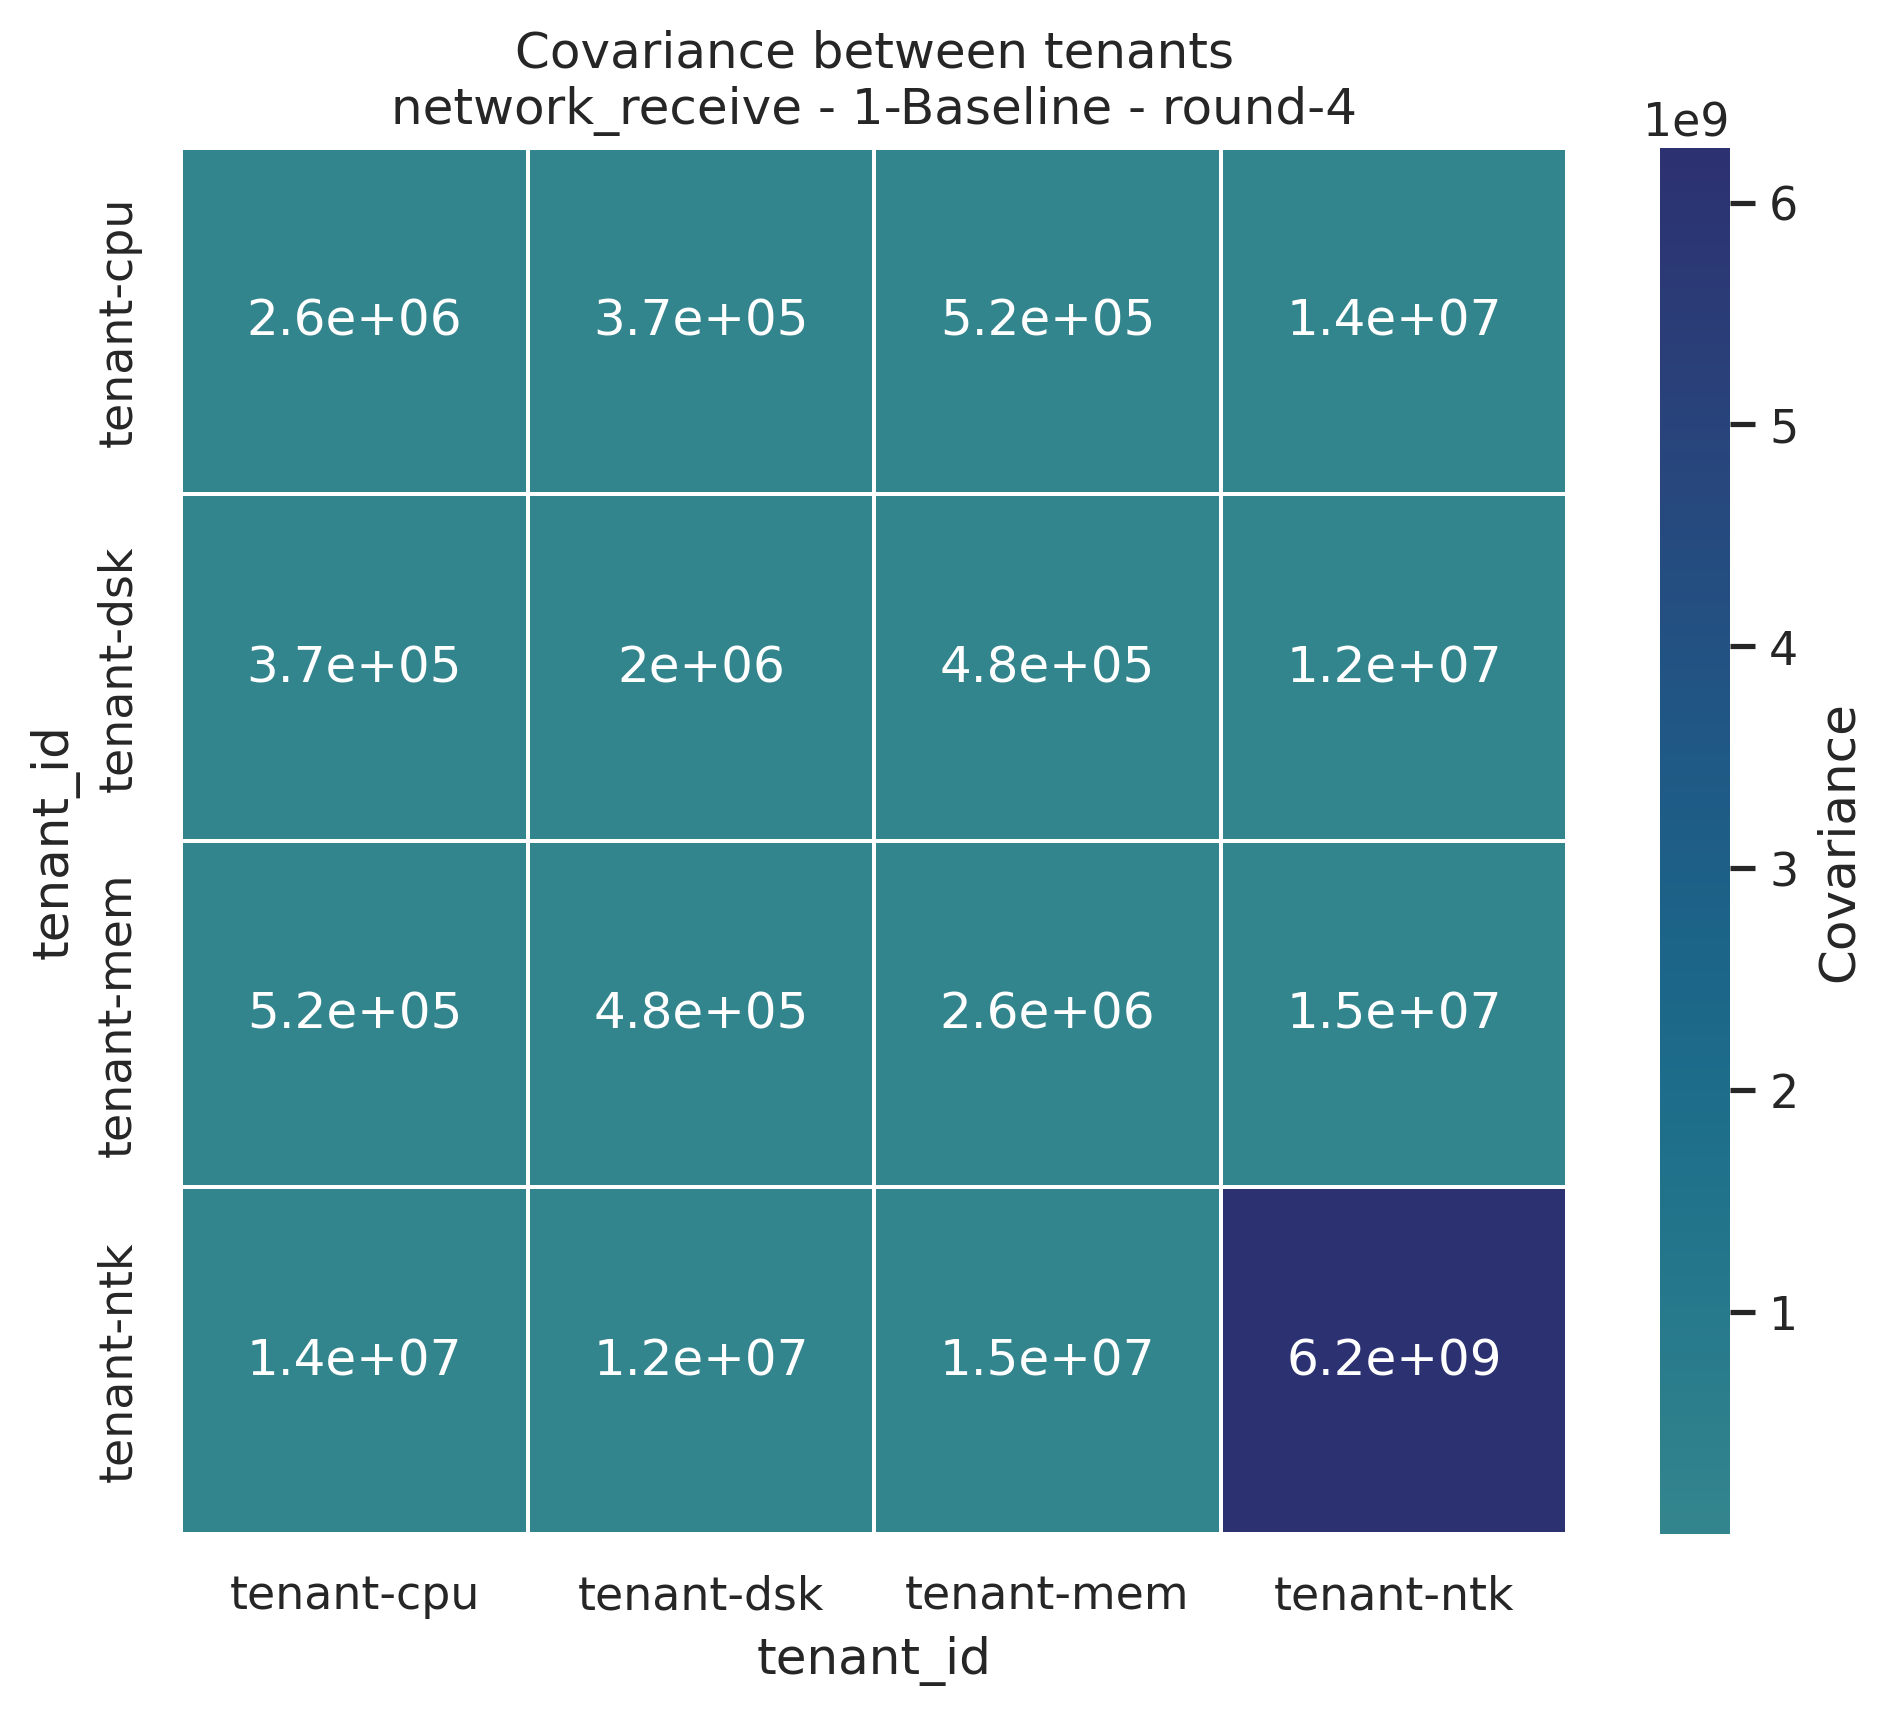 Covariance between tenants
network_receive - 1-Baseline - round-4
1e9
tenant-cpu
2.6e+06 3.7e+05 5.2e+05 1.4e+07
tenant-dsk
3.7e+05 2e+06 4.8e+05 1.2e+07
tenant-mem
5.2e+05 4.8e+05 2.6e+06 1.5e+07
tenant-ntk
1.4e+07 1.2e+07 1.5e+07 6.2e+09
tenant_id
tenant-cpu tenant-dsk tenant-mem tenant-ntk
tenant_id
6
5
4
3
2
1
Covariance